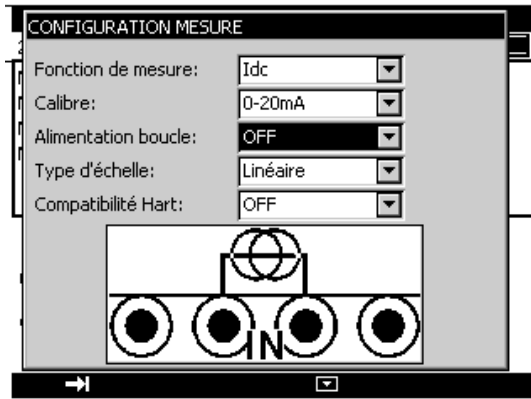 CONFIGURATION MESURE
Fonction de mesure: Idc
Calibre: 0-20mA
Alimentation boucle: OFF
Type d'échelle: Linéaire
Compatibilité Hart: OFF
IN